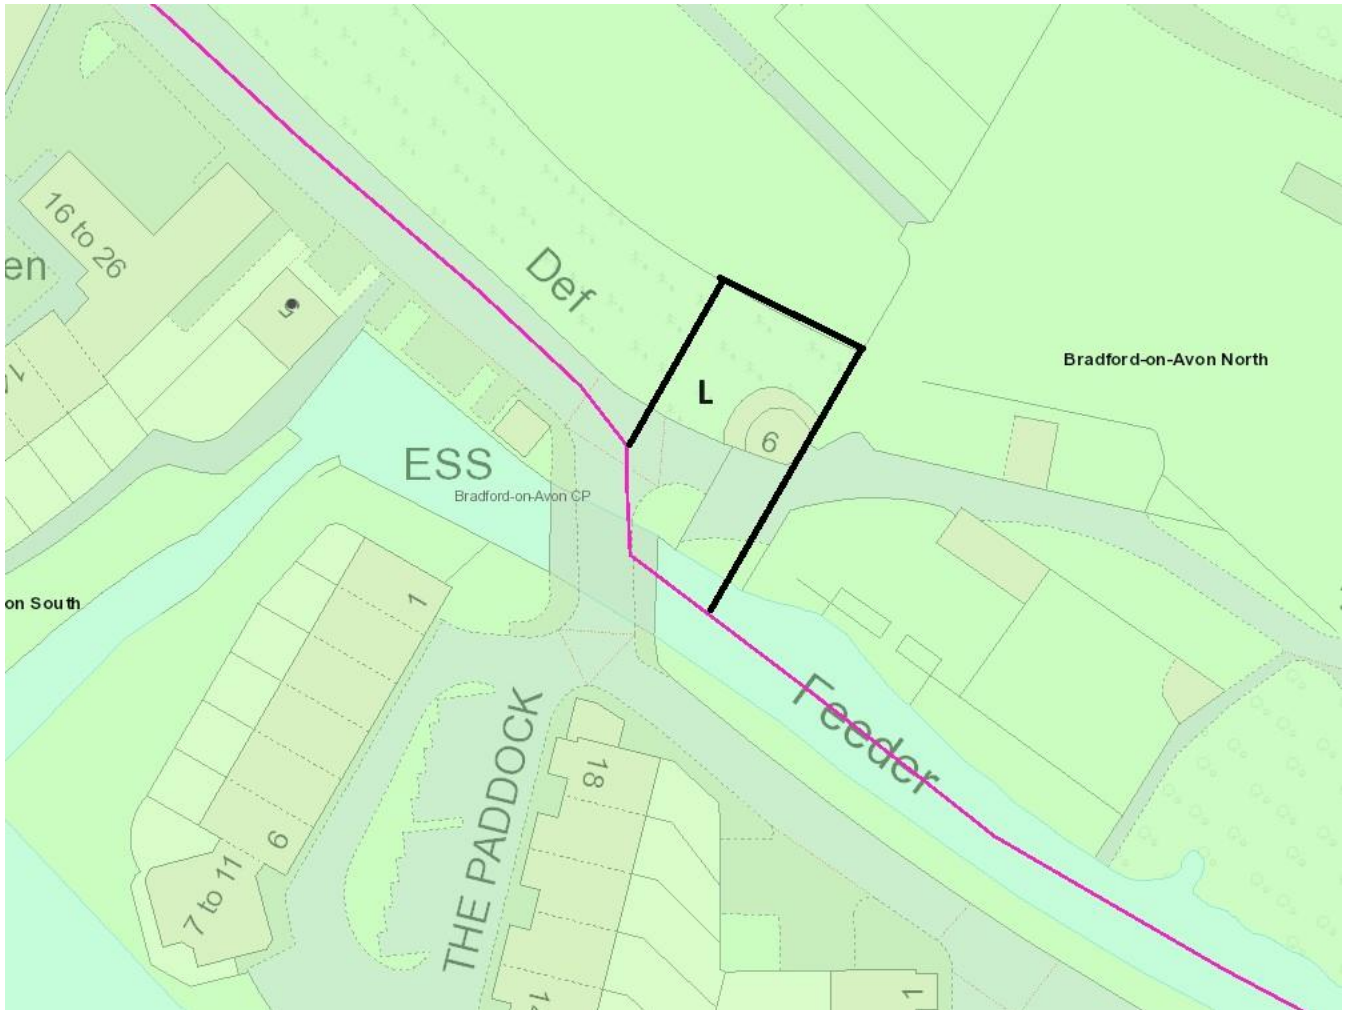 16 to 26
en
5
Def
L
6
Bradford-on-Avon North
ESS
Bradford-on-Avon CP
on South
1
6
7 to 11
THE PADDOCK
18
Feeder
1